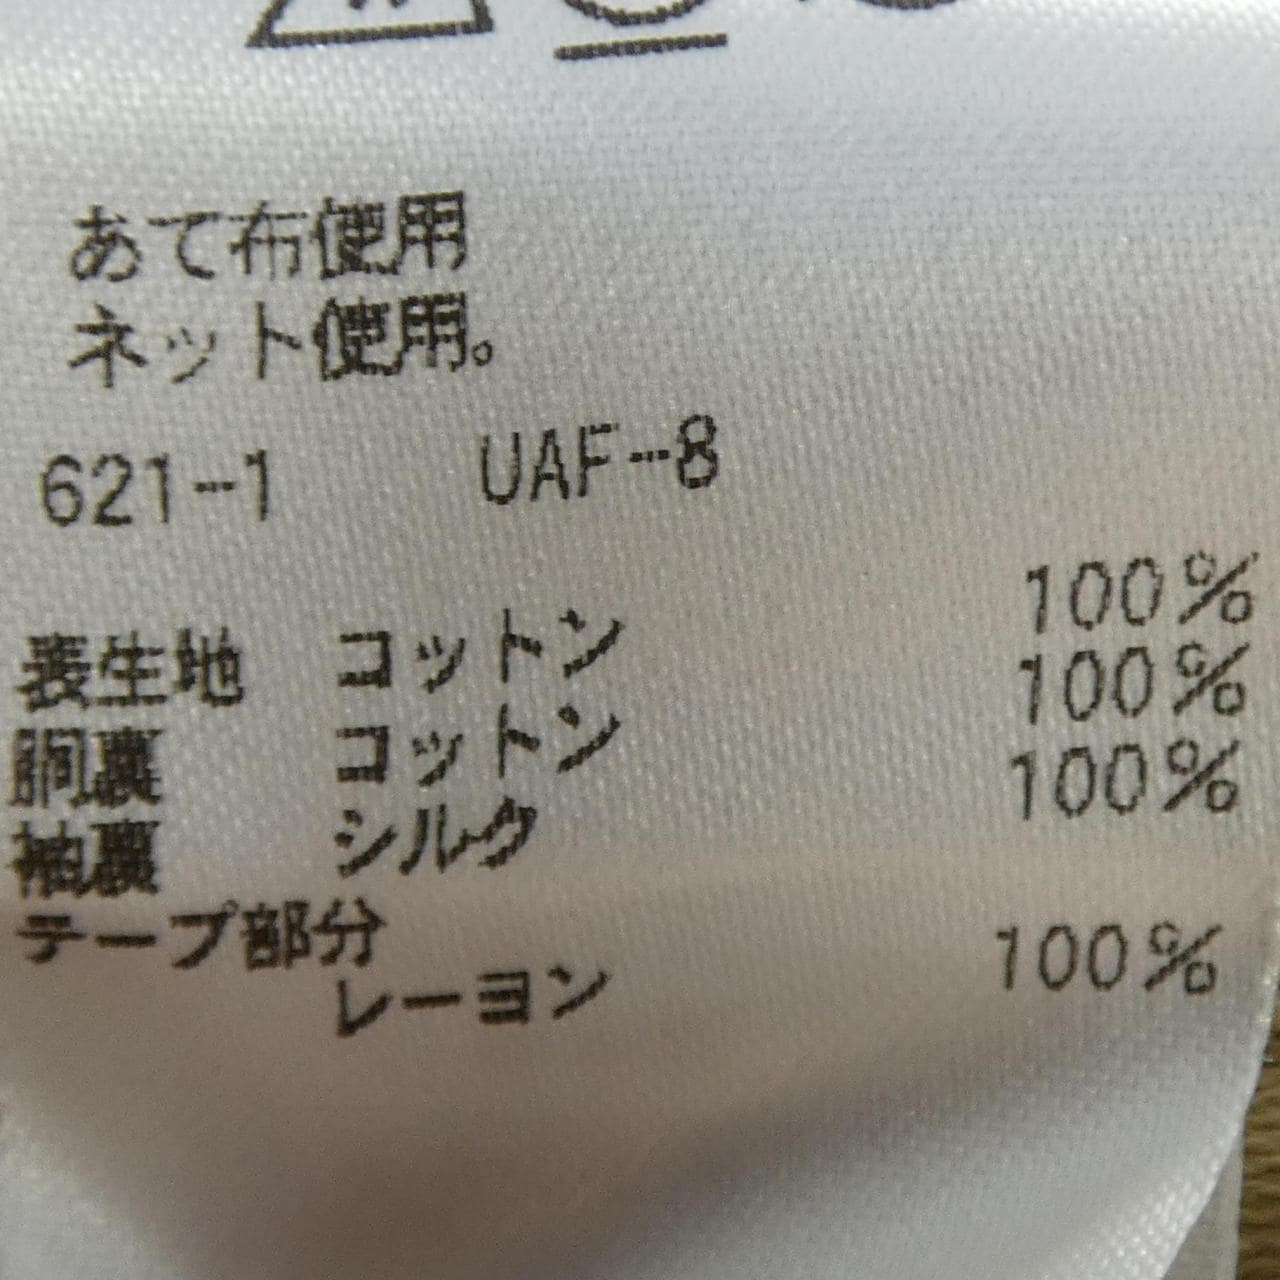 あて布使用
ネット使用。
621-1 UAF-8
表生地 コットン 100%
胴裏 コットン 100%
袖裏 シルク 100%
テープ部分
レーヨン 100%